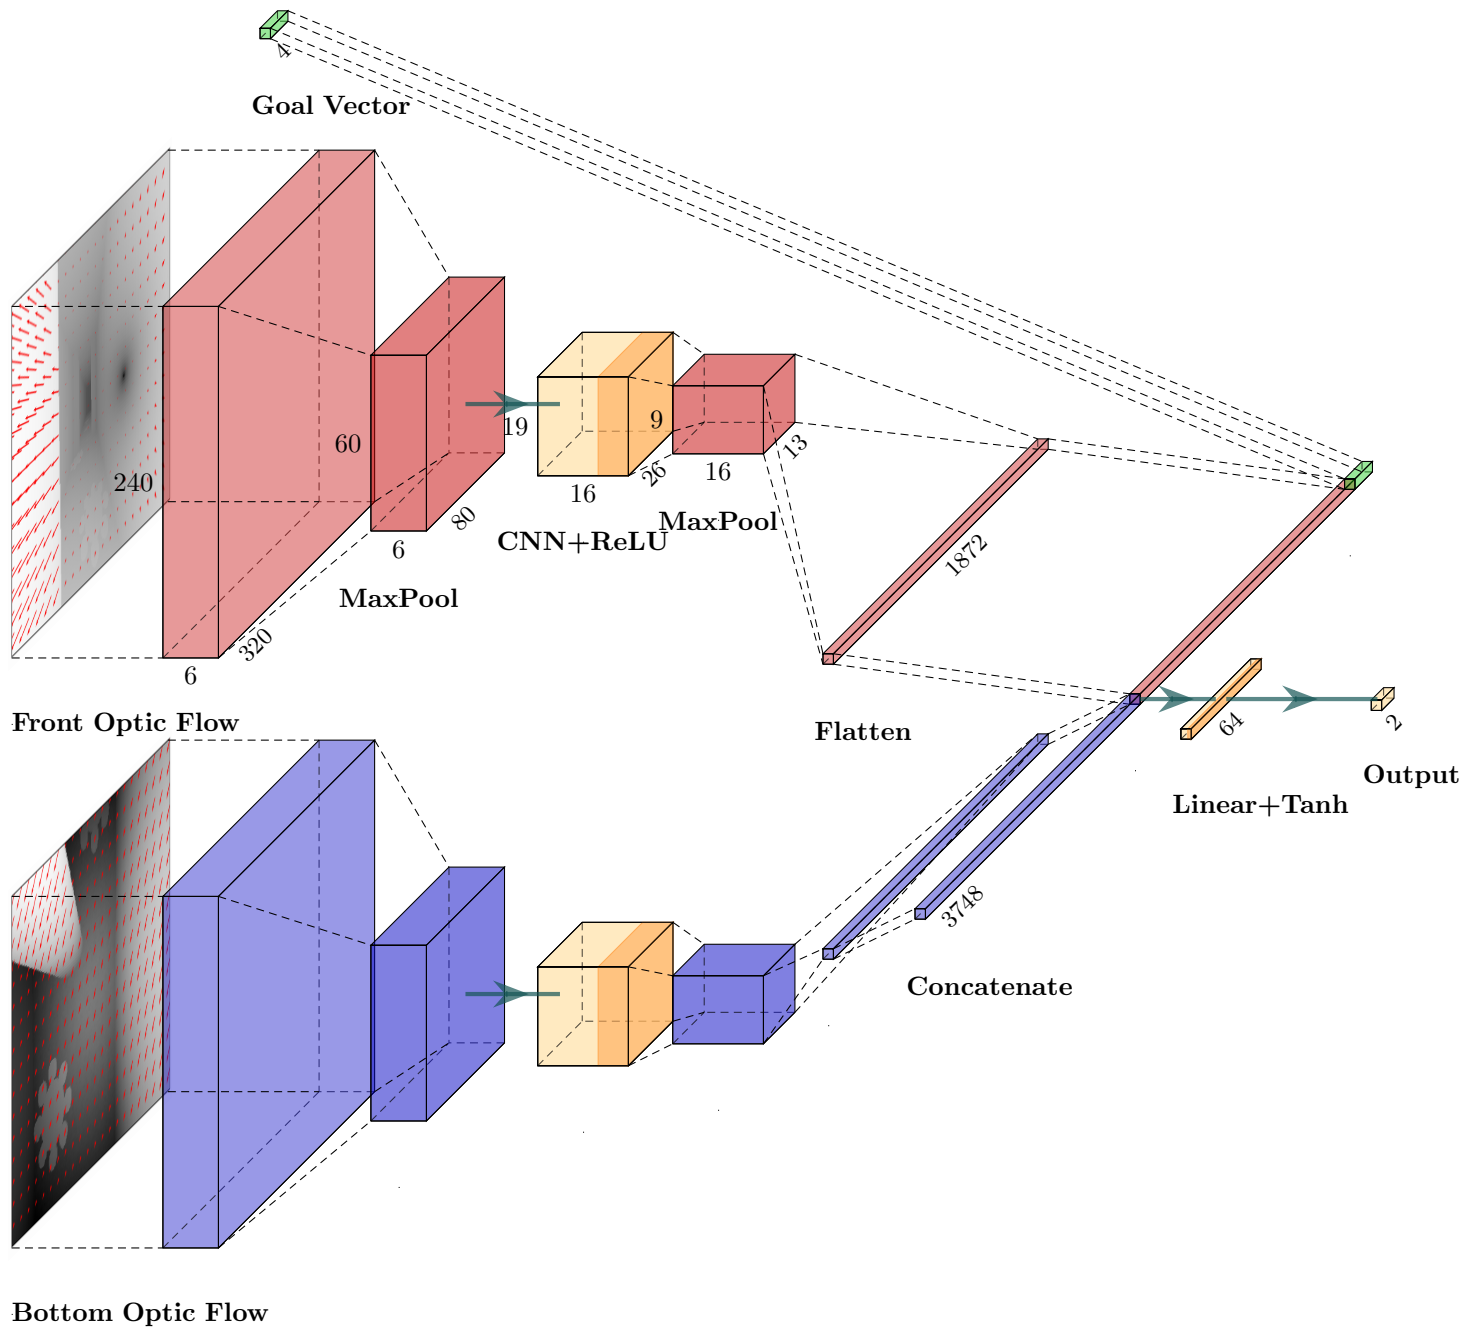 4
Goal Vector
240
6
320
Front Optic Flow
60
6
80
MaxPool
19
16
26
CNN+ReLU
9
16
13
MaxPool
1872
Flatten
3748
Concatenate
64
Linear+Tanh
2
Output
Bottom Optic Flow